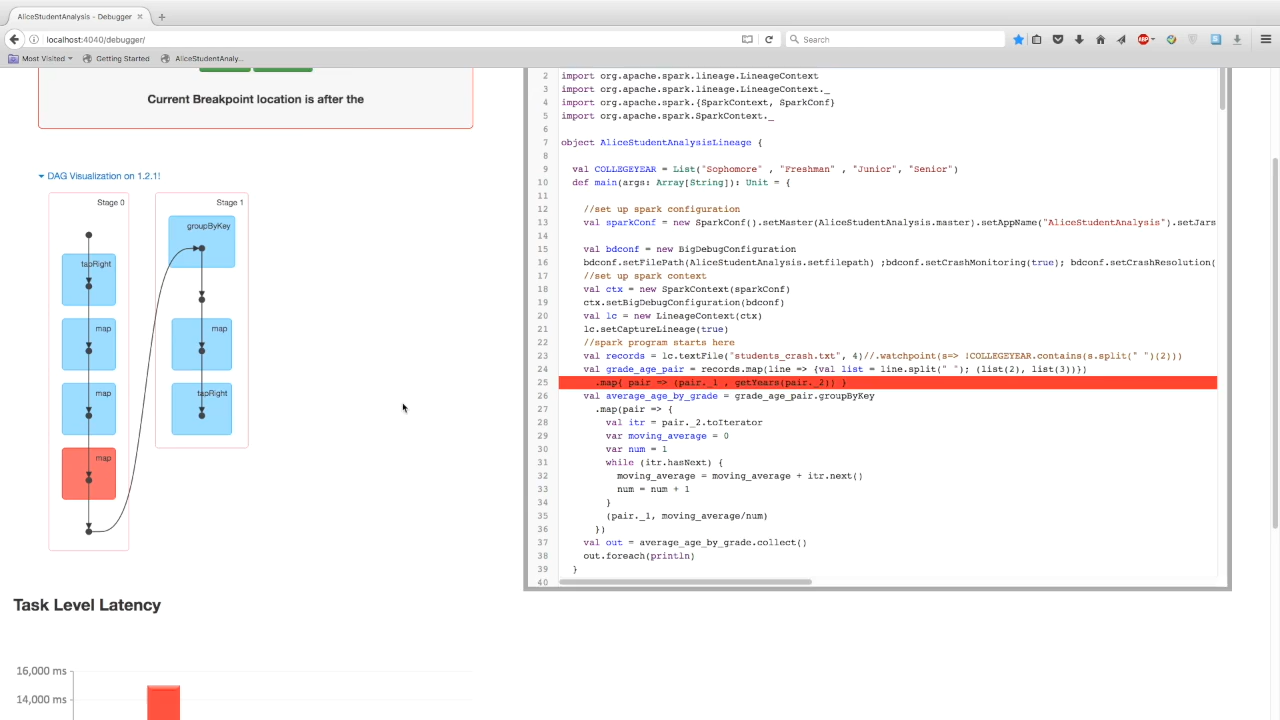 AliceStudentAnalysis - Debugger
localhost:4040/debugger/
Search
ABP
S
Most Visited
Getting Started
AliceStudentAnaly...
Current Breakpoint location is after the
DAG Visualization on 1.2.1!
Stage 0
tapRight
map
map
map
Stage 1
groupByKey
map
tapRight
Task Level Latency
16,000 ms
14,000 ms
2 import org.apache.spark.lineage.LineageContext
3 import org.apache.spark.lineage.LineageContext._
4 import org.apache.spark.{SparkContext, SparkConf}
5 import org.apache.spark.SparkContext._
6
7 object AliceStudentAnalysisLineage {
8
9 val COLLEGEYEAR = List("Sophomore" , "Freshman" , "Junior", "Senior")
10 def main(args: Array[String]): Unit = {
11
12 //set up spark configuration
13 val sparkConf = new SparkConf().setMaster(AliceStudentAnalysis.master).setAppName("AliceStudentAnalysis").setJars
14
15 val bdconf = new BigDebugConfiguration
16 bdconf.setFilePath(AliceStudentAnalysis.setfilepath) ;bdconf.setCrashMonitoring(true); bdconf.setCrashResolution(
17 //set up spark context
18 val ctx = new SparkContext(sparkConf)
19 ctx.setBigDebugConfiguration(bdconf)
20 val lc = new LineageContext(ctx)
21 lc.setCaptureLineage(true)
22 //spark program starts here
23 val records = lc.textFile("students_crash.txt", 4)//.watchpoint(s=> !COLLEGEYEAR.contains(s.split(" ")(2)))
24 val grade_age_pair = records.map(line => {val list = line.split(" "); (list(2), list(3))})
25 .map{ pair => (pair._1 , getYears(pair._2)) }
26 val average_age_by_grade = grade_age_pair.groupByKey
27 .map(pair => {
28 val itr = pair._2.toIterator
29 var moving_average = 0
30 var num = 1
31 while (itr.hasNext) {
32 moving_average = moving_average + itr.next()
33 num = num + 1
34 }
35 (pair._1, moving_average/num)
36 })
37 val out = average_age_by_grade.collect()
38 out.foreach(println)
39 }
40